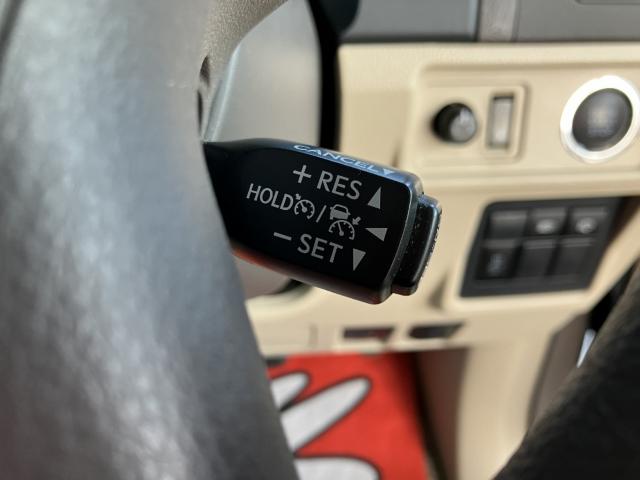 CANCEL
+ RES
HOLD /
− SET